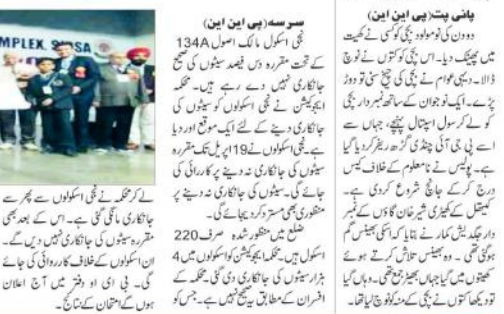 پانی پت(پی این این)
دو دن کی نومولود بچی کو کسی نے کھیت
میں پھینک دیا۔ اس بچی کو کتوں نے نوچ
ڈالا۔ دیہی عوام نے بچی کی چیخ سنی تو دوڑ
پڑے۔ ایک نوجوان کے ساتھ نمبردار بچی
کو لے کر سول اسپتال پہنچے، جہاں سے
اسے پی جی آئی چنڈی گڑھ ریفر کر دیا گیا
ہے۔ پولیس نے نامعلوم کے خلاف کیس
درج کر کے جانچ شروع کر دی ہے۔
کیتھل کے کھیڑی شیر خان گاؤں کے نمبر
دار جگدیش کمار نے بتایا کہ اسکی بھینس گم
ہو گئی تھی۔ وہ بھینس تلاش کرتے ہوئے
کھیتوں میں گیا جہاں بھیڑ جمع تھی۔ وہاں گیا
تو دیکھا کتوں نے بچی کے منہ کو نوچ لیا تھا۔
سرسہ(پی این این)
نجی اسکول مالک اصول 134A
کے تحت مقررہ دس فیصد سیٹوں کی صحیح
جانکاری نہیں دے رہے ہیں۔ محکمہ
ایجوکیشن نے نجی اسکولوں کو سیٹوں کی
جانکاری دینے کے لئے ایک موقع اور دیا
ہے۔ نجی اسکولوں نے 19اپریل تک مقررہ
سیٹوں کی جانکاری نہ دینے پر کارروائی کی
جائے گی۔ سیٹوں کی جانکاری نہ دینے پر
منظوری بھی مسترد کر دیجائے گی۔
ضلع میں منظور شدہ صرف 220
اسکول ہیں۔ محکمہ ایجوکیشن کو اسکولوں میں 4
ہزار سیٹوں کی جانکاری دی گئی۔ محکمہ کے
افسران کے مطابق یہ صحیح نہیں ہے۔ جس کو
OMPLEX, SIRSA
لے کر محکمہ نے نجی اسکولوں سے پھر سے
جانکاری مانگی گئی ہے۔ اس کے بعد بھی
مقررہ سیٹوں کی جانکاری نہیں دیں گے۔
ان اسکولوں کے خلاف کارروائی کی جائے
گی۔ بی ای او دفتر میں آج اعلان
ہوں گے امتحان کے نتائج۔